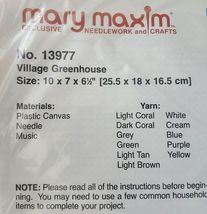 mary maxim
EXCLUSIVE NEEDLEWORK and CRAFTS
No. 13977
Village Greenhouse
Size: 10 x 7 x 6½" [25.5 x 18 x 16.5 cm]
Materials: Yarn:
Plastic Canvas Light Coral White
Needle Dark Coral Cream
Music Grey Blue
Green Purple
Light Tan Yellow
Light Brown
NOTE: Please read all of the instructions before begin-
ning. You may need to use a few common household
items to complete your project.